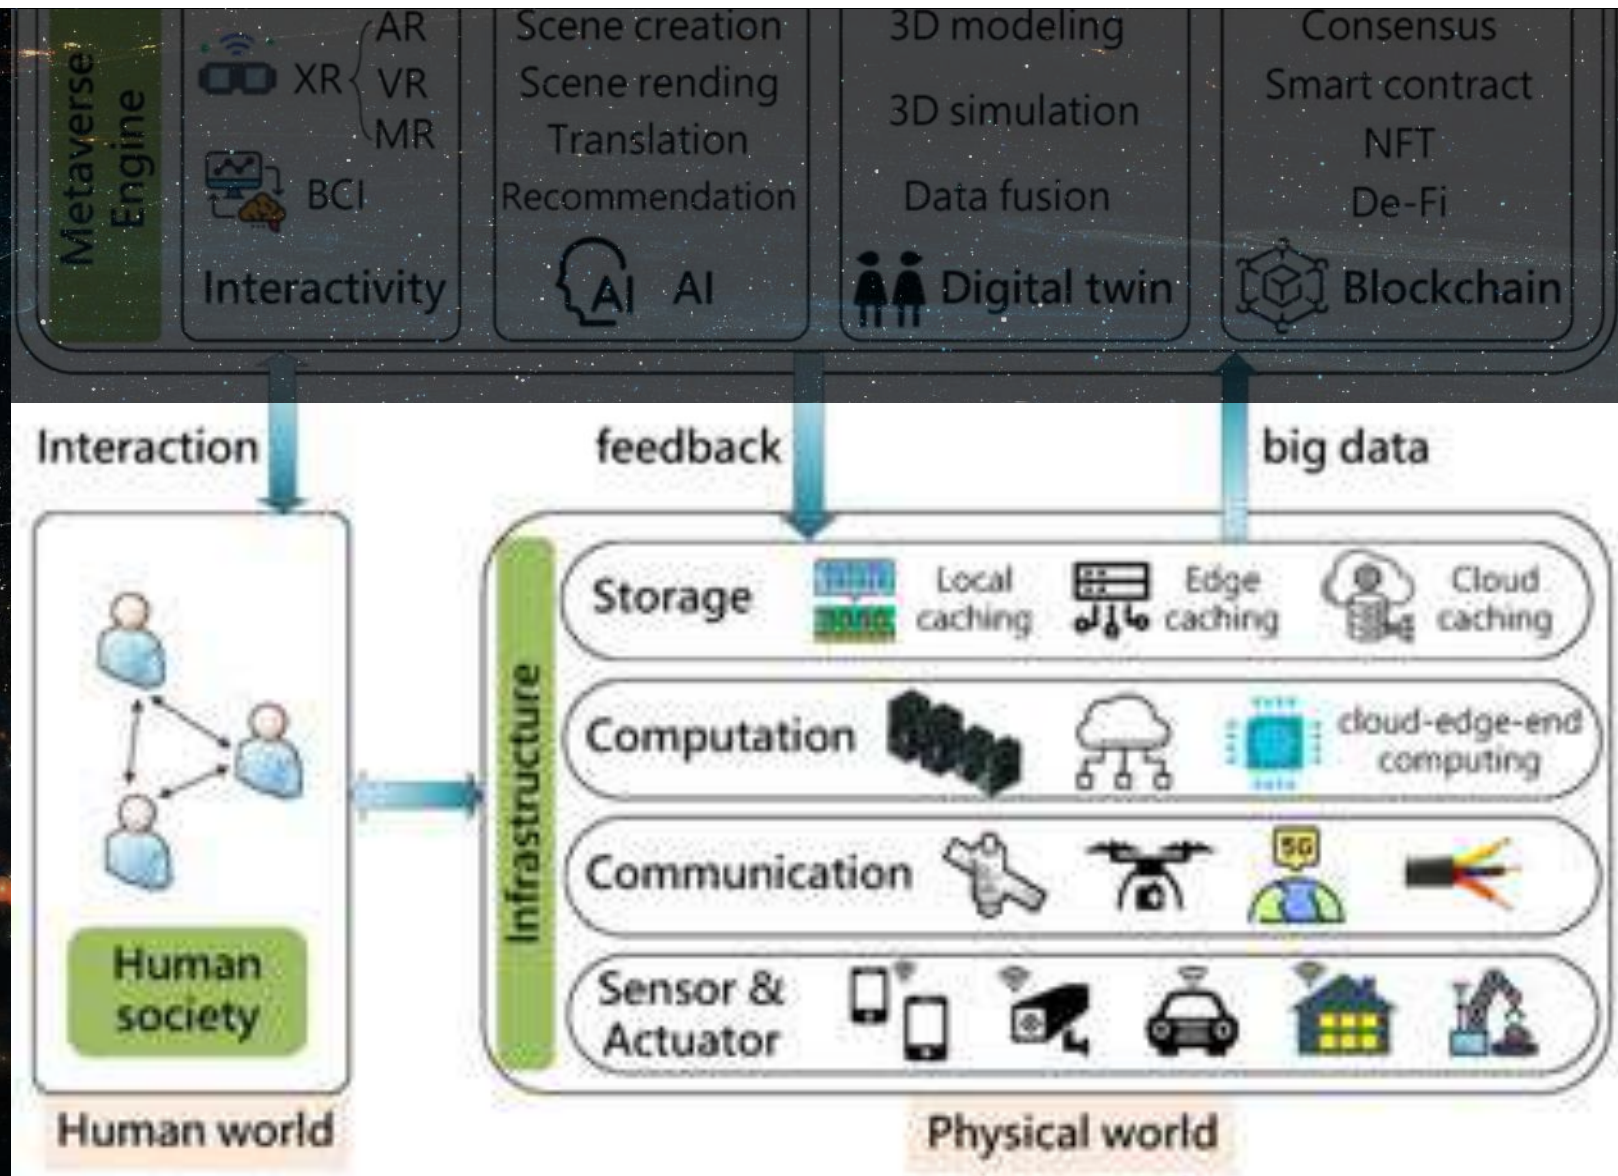 Metaverse
Engine
XR
AR
VR
MR
BCI
Interactivity
Scene creation
Scene rending
Translation
Recommendation
AI
AI
3D modeling
3D simulation
Data fusion
Digital twin
Consensus
Smart contract
NFT
De-Fi
Blockchain
Interaction
feedback
big data
Human
society
Human world
Infrastructure
Storage
Local
caching
Edge
caching
Cloud
caching
Computation
cloud-edge-end
computing
Communication
5G
Sensor &
Actuator
Physical world